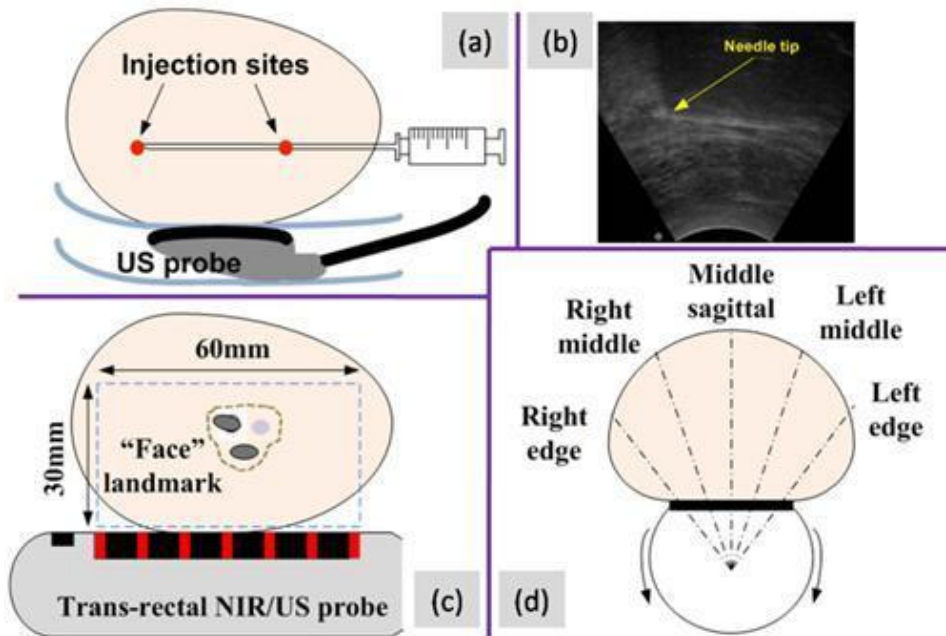 (a)
Injection sites
US probe
(b)
Needle tip
60mm
30mm
“Face”
landmark
Trans-rectal NIR/US probe
(c)
Middle
sagittal
Right
middle
Left
middle
Right
edge
Left
edge
(d)